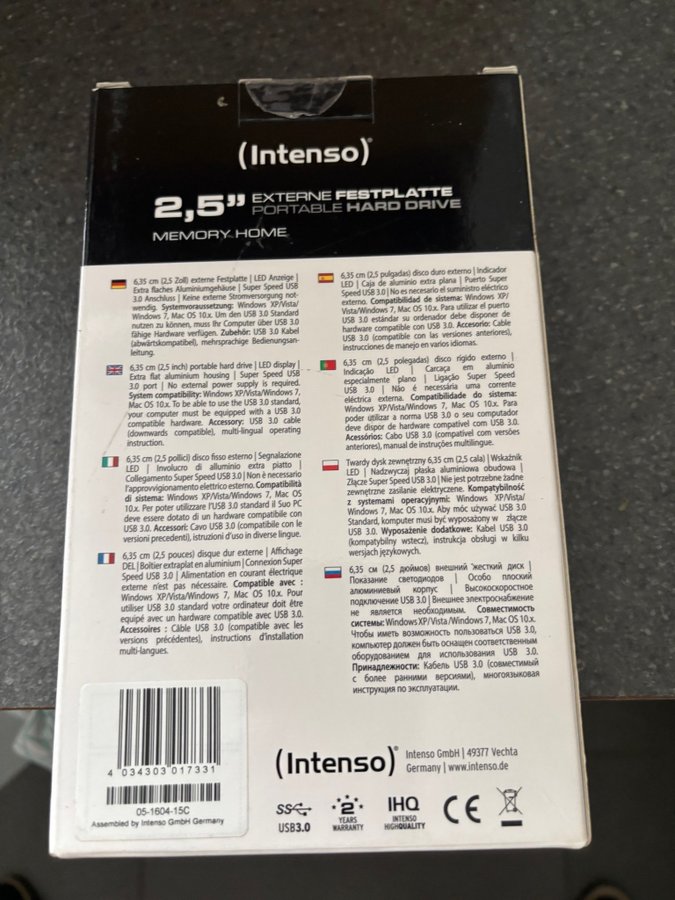 (Intenso)®
2,5” EXTERNE FESTPLATTE
PORTABLE HARD DRIVE
MEMORY HOME
6,35 cm (2,5 Zoll) externe Festplatte | LED Anzeige |
Extra flaches Aluminiumgehäuse | Super Speed USB
3.0 Anschluss | Keine externe Stromversorgung not-
wendig. Systemvoraussetzung: Windows XP/Vista/
Windows 7, Mac OS 10.x. Um den USB 3.0 Standard
nutzen zu können, muss Ihr Computer über USB 3.0
fähige Hardware verfügen. Zubehör: USB 3.0 Kabel
(abwärtskompatibel), mehrsprachige Bedienungsan-
leitung.
6,35 cm (2,5 inch) portable hard drive | LED display |
Extra flat aluminium housing | Super Speed USB
3.0 port | No external power supply is required.
System compatibility: Windows XP/Vista/Windows 7,
Mac OS 10.x. To be able to use the USB 3.0 standard,
your computer must be equipped with a USB 3.0
compatible hardware. Accessory: USB 3.0 cable
(downwards compatible), multi-lingual operating
instruction.
6,35 cm (2,5 pollici) disco fisso esterno | Segnalazione
LED | Involucro di alluminio extra piatto |
Collegamento Super Speed USB 3.0 | Non è necessario
l'approvvigionamento elettrico esterno. Compatibilità
di sistema: Windows XP/Vista/Windows 7, Mac OS
10.x. Per poter utilizzare l'USB 3.0 standard il Suo PC
deve essere dotato di un hardware compatibile con
USB 3.0. Accessori: Cavo USB 3.0 (compatibile con le
versioni precedenti), istruzioni d'uso in diverse lingue.
6,35 cm (2,5 pouces) disque dur externe | Affichage
DEL | Boîtier extraplat en aluminium | Connexion Super
Speed USB 3.0 | Alimentation en courant électrique
externe n'est pas nécessaire. Compatible avec :
Windows XP/Vista/Windows 7, Mac OS 10.x. Pour
utiliser USB 3.0 standard votre ordinateur doit être
equipé avec un hardware compatible avec USB 3.0.
Accessoires : Câble USB 3.0 (compatible avec les
versions précédentes), instructions d'installation
multi-langues.
6,35 cm (2,5 pulgadas) disco duro externo | Indicador
LED | Caja de aluminio extra plana | Puerto Super
Speed USB 3.0 | No es necesario el suministro eléctrico
externo. Compatibilidad de sistema: Windows XP/
Vista/Windows 7, Mac OS 10.x. Para utilizar el puerto
USB 3.0 estándar su ordenador debe disponer de
hardware compatible con USB 3.0. Accesorio: Cable
USB 3.0 (compatible con las versiones anteriores),
instrucciones de manejo en varios idiomas.
6,35 cm (2,5 polegadas) disco rigido externo |
Indicação LED | Carcaça em alumínio
especialmente plano | Ligação Super Speed
USB 3.0 | Não é necessária uma corrente
eléctrica externa. Compatibilidade do sistema:
Windows XP/Vista/Windows 7, Mac OS 10.x. Para
poder utilizar a norma USB 3.0 o seu computador
deve dispor de hardware compatível com USB 3.0.
Acessórios: Cabo USB 3.0 (compativel com versões
anteriores), manual de instruções multilingue.
Twardy dysk zewnętrzny 6,35 cm (2,5 cala) | Wskaźnik
LED | Nadzwyczaj płaska aluminiowa obudowa |
Złącze Super Speed USB 3.0 | Nie jest potrzebne żadne
zewnętrzne zasilanie elektryczne. Kompatybilność
z systemami operacyjnymi: Windows XP/Vista/
Windows 7, Mac OS 10.x. Aby móc używać USB 3.0
Standard, komputer musi być wyposażony w złącze
USB 3.0. Wyposażenie dodatkowe: Kabel USB 3.0
(kompatybilny wstecz), instrukcja obsługi w kilku
wersjach językowych.
6,35 см (2,5 дюймов) внешний жесткий диск |
Показание светодиодов | Особо плоский
алюминиевый корпус | Высокоскоростное
подключение USB 3.0 | Внешнее электроснабжение
не является необходимым. Совместимость
системы: Windows XP/Vista/Windows 7, Mac OS 10.x.
Чтобы иметь возможность пользоваться USB 3.0,
компьютер должен быть оснащен соответственным
оборудованием для использования USB 3.0.
Принадлежности: Кабель USB 3.0 (совместимый
с более ранними версиями), многоязыковая
инструкция по эксплуатации.
4 034303 017331
05-1604-15C
Assembled by Intenso GmbH Germany
(Intenso)®
Intenso GmbH | 49377 Vechta
Germany | www.intenso.de
SS
USB3.0
2
YEARS
WARRANTY
IHQ
INTENSO
HIGHQUALITY
CE